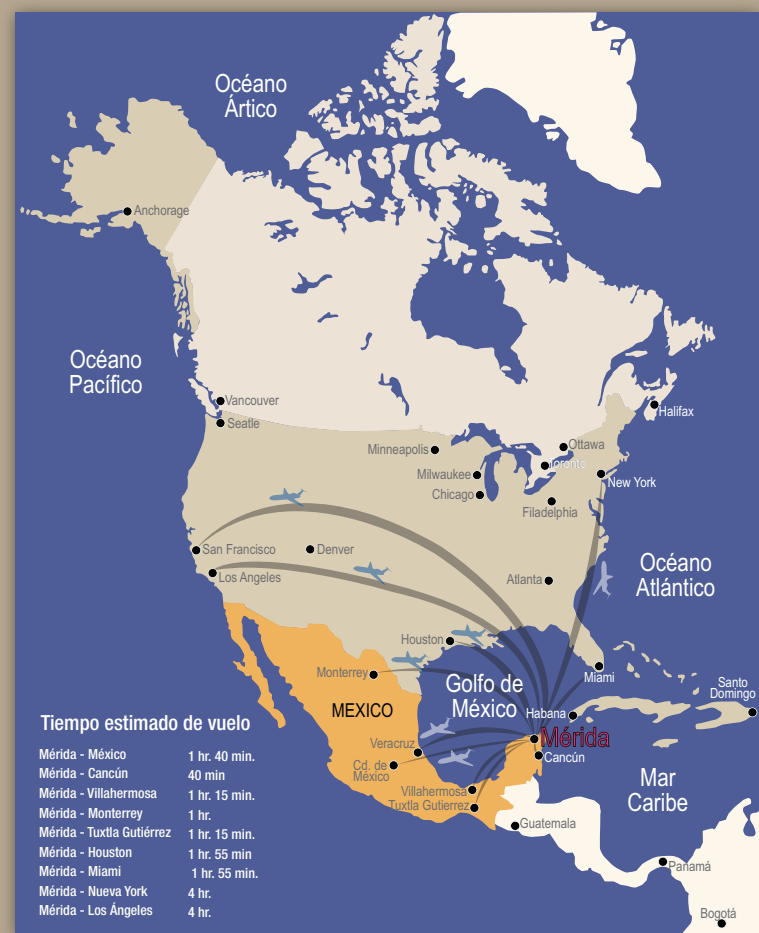 Océano
Ártico
Anchorage
Océano
Pacífico
Vancouver
Seatle
Halifax
Minneapolis
Ottawa
Toronto
Milwaukee
Chicago
New York
Filadelphia
San Francisco
Denver
Los Angeles
Atlanta
Océano
Atlántico
Houston
Monterrey
Miami
Golfo de
México
Santo
Domingo
MEXICO
Habana
Mérida
Veracruz
Cancún
Cd. de
México
Mar
Caribe
Villahermosa
Tuxtla Gutierrez
Guatemala
Panamá
Bogotá
Tiempo estimado de vuelo
Mérida - México 1 hr. 40 min.
Mérida - Cancún 40 min
Mérida - Villahermosa 1 hr. 15 min.
Mérida - Monterrey 1 hr.
Mérida - Tuxtla Gutiérrez 1 hr. 15 min.
Mérida - Houston 1 hr. 55 min
Mérida - Miami 1 hr. 55 min.
Mérida - Nueva York 4 hr.
Mérida - Los Ángeles 4 hr.